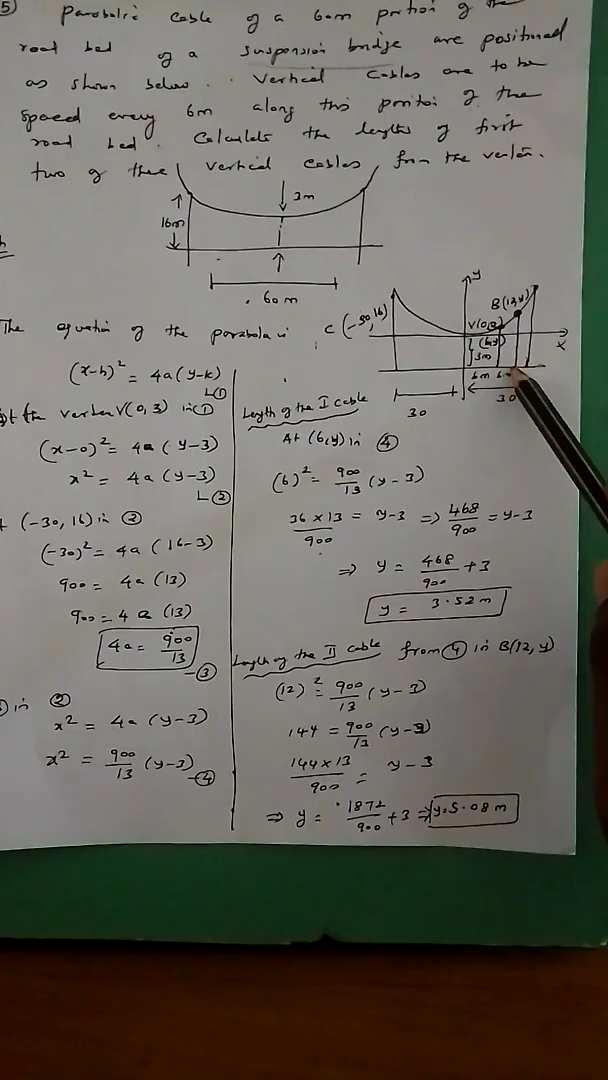 5) Parabolic cable of a 60m portion of the
road bed of a suspension bridge are positioned
as shown below. Vertical Cables are to be
spaced every 6m along this portion of the
road bed. Calculate the lengths of first
two of these vertical cables from the vertex.
3m
16m
60m
y
B(12,y)
C(-30,16)
V(0,3)
(6,y)
3m
x
6m 6m
30
30
The equation of the parabola is
(x-h)² = 4a(y-k)
①
the vertex V(0, 3) in ①
(x-0)² = 4a (y-3)
x² = 4a (y-3)
②
(-30, 16) in ②
(-30)² = 4a (16-3)
900 = 4a (13)
900 = 4a (13)
4a = 900/13
③
in ②
x² = 4a (y-3)
x² = 900/13 (y-3)
④
Length of the I cable
At (6,y) in ④
(6)² = 900/13 (y-3)
36 x 13/900 = y-3 ⇒ 468/900 = y-3
⇒ y = 468/900 + 3
y = 3.52m
Length of the II cable from ④ in B(12, y)
(12)² = 900/13 (y-3)
144 = 900/13 (y-3)
144 x 13/900 = y-3
⇒ y = 1872/900 + 3 ⇒ y=5.08m